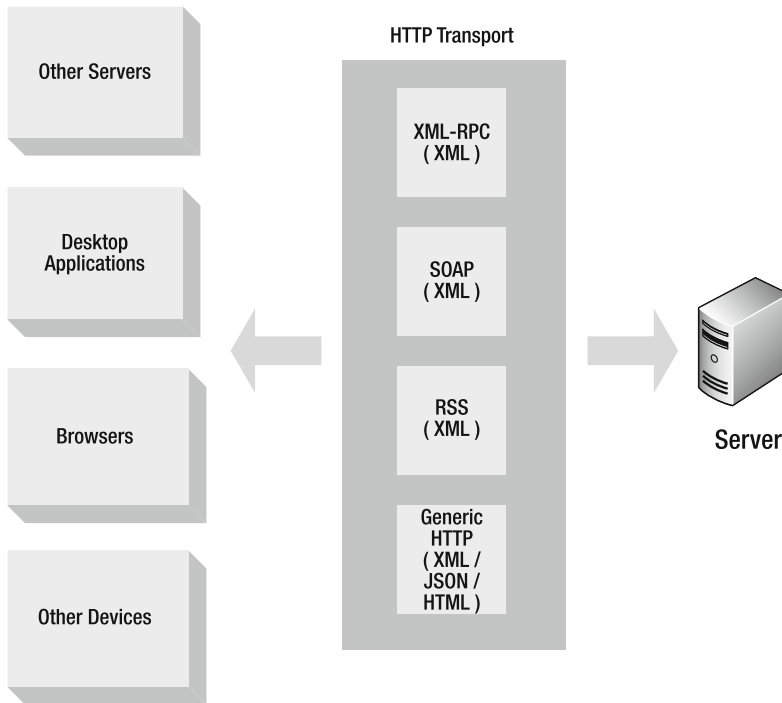 Other Servers
Desktop
Applications
Browsers
Other Devices
HTTP Transport
XML-RPC
( XML )
SOAP
( XML )
RSS
( XML )
Generic
HTTP
( XML /
JSON /
HTML )
Server